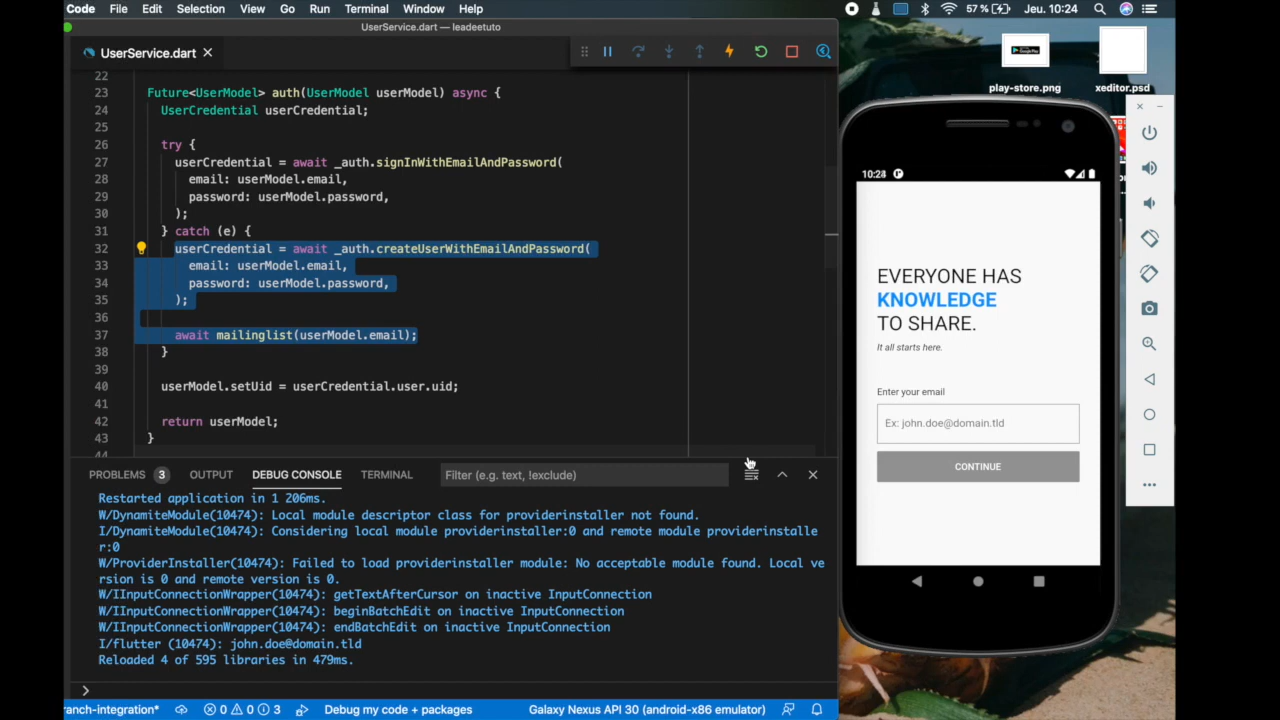 Code File Edit Selection View Go Run Terminal Window Help
57 % Jeu. 10:24
UserService.dart — leadeetuto
UserService.dart
22
23 Future<UserModel> auth(UserModel userModel) async {
24 UserCredential userCredential;
25
26 try {
27 userCredential = await _auth.signInWithEmailAndPassword(
28 email: userModel.email,
29 password: userModel.password,
30 );
31 } catch (e) {
32 userCredential = await _auth.createUserWithEmailAndPassword(
33 email: userModel.email,
34 password: userModel.password,
35 );
36
37 await mailinglist(userModel.email);
38 }
39
40 userModel.setUid = userCredential.user.uid;
41
42 return userModel;
43 }
44
PROBLEMS 3 OUTPUT DEBUG CONSOLE TERMINAL Filter (e.g. text, !exclude)
Restarted application in 1 206ms.
W/DynamiteModule(10474): Local module descriptor class for providerinstaller not found.
I/DynamiteModule(10474): Considering local module providerinstaller:0 and remote module providerinstalle
r:0
W/ProviderInstaller(10474): Failed to load providerinstaller module: No acceptable module found. Local ve
rsion is 0 and remote version is 0.
W/IInputConnectionWrapper(10474): getTextAfterCursor on inactive InputConnection
W/IInputConnectionWrapper(10474): beginBatchEdit on inactive InputConnection
W/IInputConnectionWrapper(10474): endBatchEdit on inactive InputConnection
I/flutter (10474): john.doe@domain.tld
Reloaded 4 of 595 libraries in 479ms.
ranch-integration* 0 0 3 Debug my code + packages Galaxy Nexus API 30 (android-x86 emulator)
Google Play
play-store.png xeditor.psd
10:24
EVERYONE HAS
KNOWLEDGE
TO SHARE.
It all starts here.
Enter your email
Ex: john.doe@domain.tld
CONTINUE